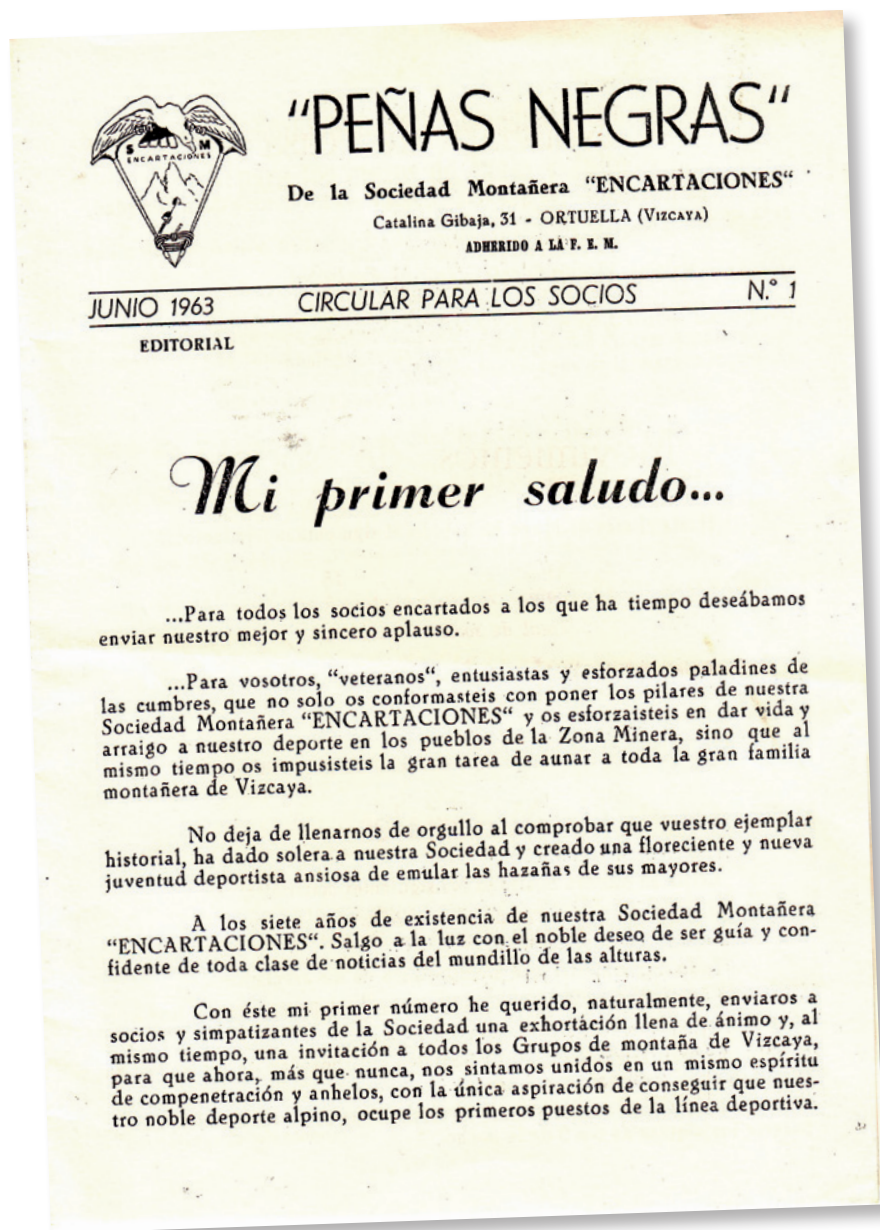 S M
ENCARTACIONES
"PEÑAS NEGRAS"
De la Sociedad Montañera "ENCARTACIONES"
Catalina Gibaja, 31 - ORTUELLA (VIZCAYA)
ADHERIDO A LA F. E. M.
JUNIO 1963 CIRCULAR PARA LOS SOCIOS N.° 1
EDITORIAL
Mi primer saludo...
...Para todos los socios encartados a los que ha tiempo deseábamos
enviar nuestro mejor y sincero aplauso.
...Para vosotros, "veteranos", entusiastas y esforzados paladines de
las cumbres, que no solo os conformasteis con poner los pilares de nuestra
Sociedad Montañera "ENCARTACIONES" y os esforzaisteis en dar vida y
arraigo a nuestro deporte en los pueblos de la Zona Minera, sino que al
mismo tiempo os impusisteis la gran tarea de aunar a toda la gran familia
montañera de Vizcaya.
No deja de llenarnos de orgullo al comprobar que vuestro ejemplar
historial, ha dado solera a nuestra Sociedad y creado una floreciente y nueva
juventud deportista ansiosa de emular las hazañas de sus mayores.
A los siete años de existencia de nuestra Sociedad Montañera
"ENCARTACIONES". Salgo a la luz con el noble deseo de ser guía y con-
fidente de toda clase de noticias del mundillo de las alturas.
Con éste mi primer número he querido, naturalmente, enviaros a
socios y simpatizantes de la Sociedad una exhortación llena de ánimo y, al
mismo tiempo, una invitación a todos los Grupos de montaña de Vizcaya,
para que ahora, más que nunca, nos sintamos unidos en un mismo espíritu
de compenetración y anhelos, con la única aspiración de conseguir que nues-
tro noble deporte alpino, ocupe los primeros puestos de la línea deportiva.